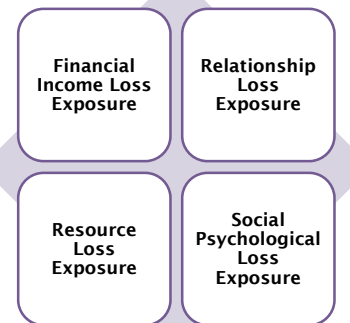 Financial
Income Loss
Exposure
Relationship
Loss
Exposure
Resource
Loss
Exposure
Social
Psychological
Loss
Exposure